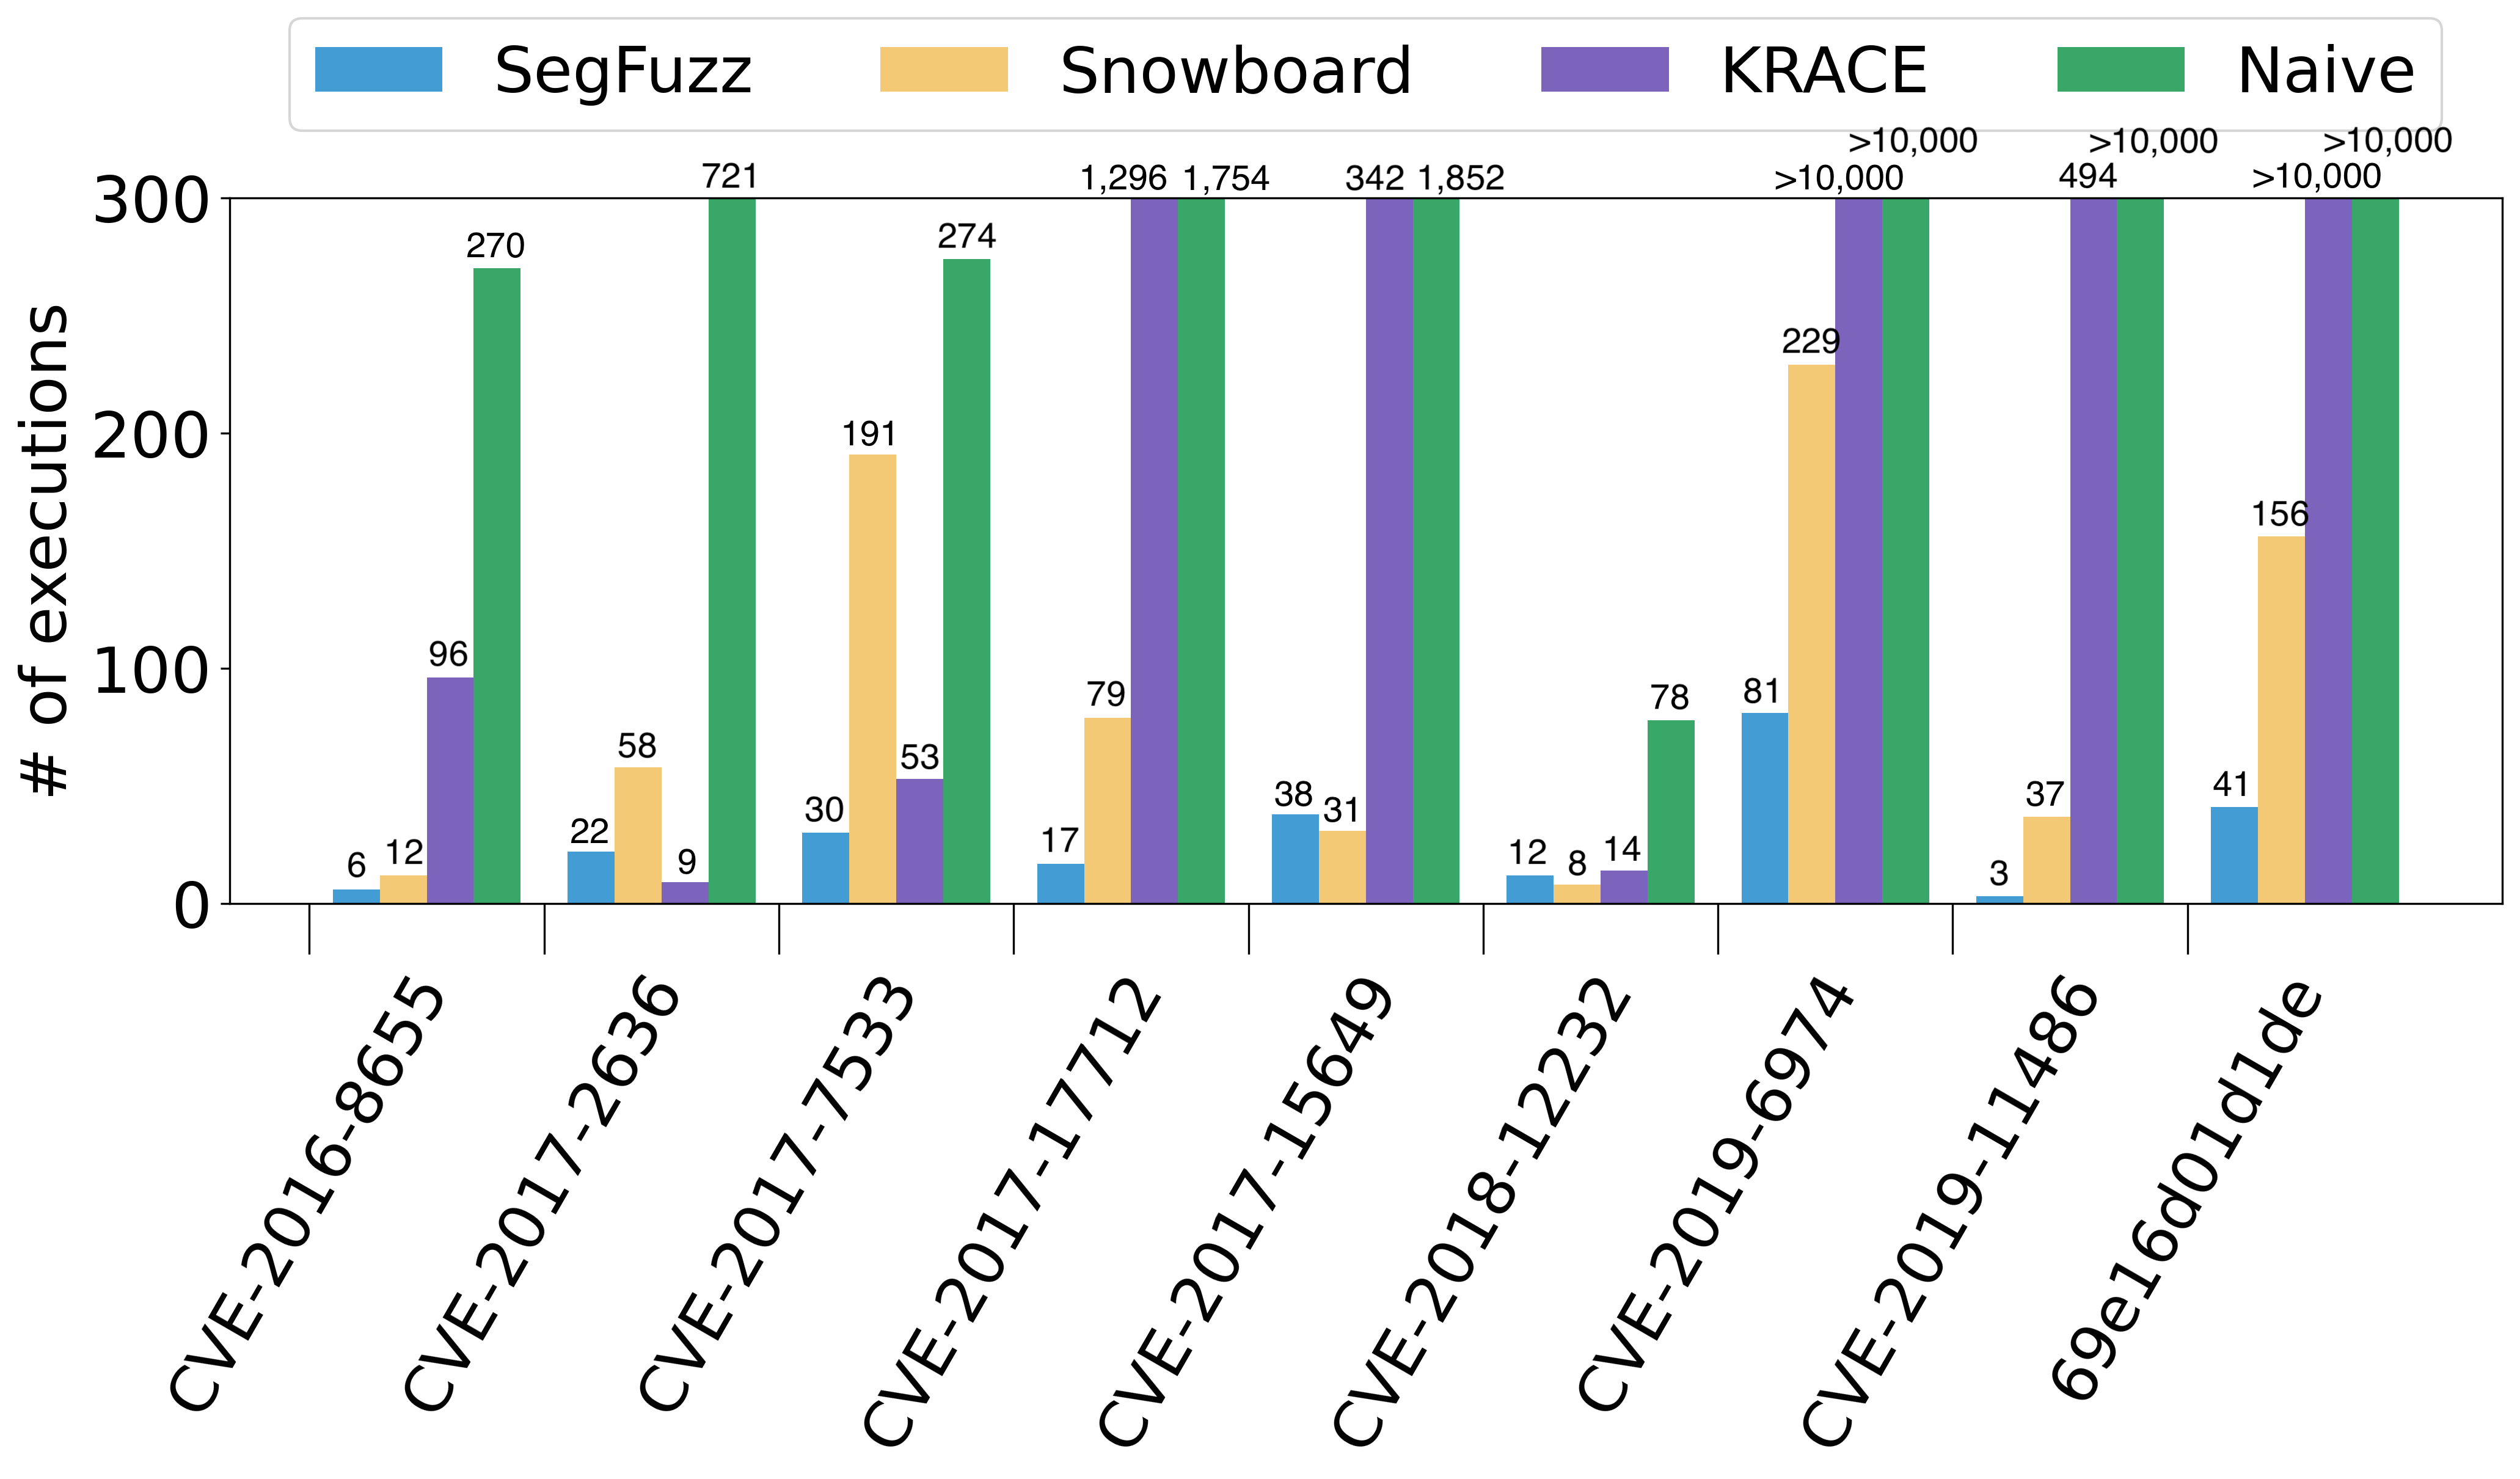 SegFuzz Snowboard KRACE Naive
>10,000 >10,000 >10,000
721 1,296 1,754 342 1,852 >10,000 494 >10,000
300
270 274
229
200
191
156
100
96 79 81 78
58 53
22 30 38 31 37 41
6 12 9 17 12 8 14 3
0
# of executions
CVE-2016-8655
CVE-2017-2636
CVE-2017-7533
CVE-2017-17712
CVE-2017-15649
CVE-2018-12232
CVE-2019-6974
CVE-2019-11486
69e16d01d1de